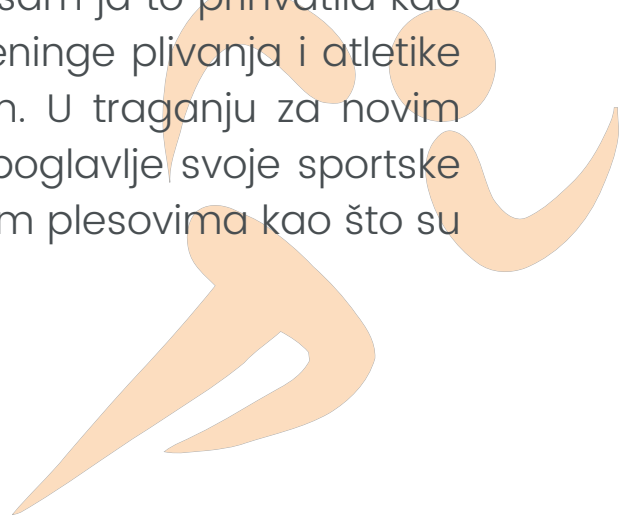 sam ja to prihvatila kao
eninge plivanja i atletike
n. U traganju za novim
poglavlje svoje sportske
m plesovima kao što su